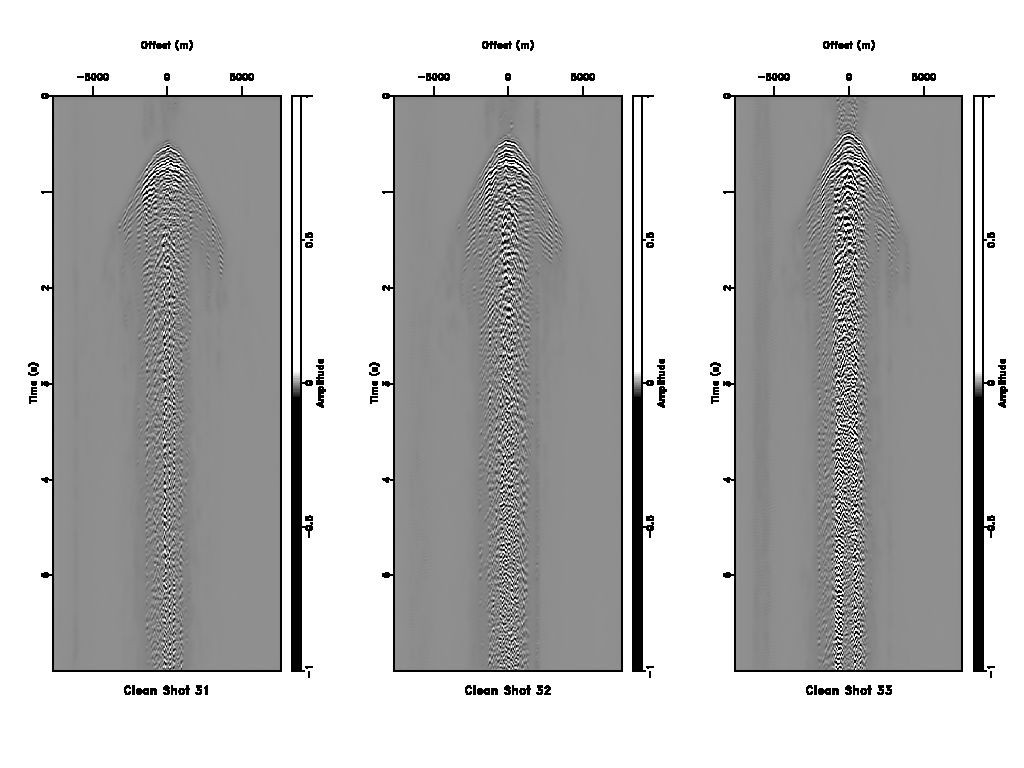 Offset (m) Offset (m) Offset (m)
-5000 0 5000 -5000 0 5000 -5000 0 5000
0 1 2 3 4 5
Time (s)
1 0.5 0 -0.5 -1
Amplitude
0 1 2 3 4 5
Time (s)
1 0.5 0 -0.5 -1
Amplitude
0 1 2 3 4 5
Time (s)
1 0.5 0 -0.5 -1
Amplitude
Clean Shot 31 Clean Shot 32 Clean Shot 33